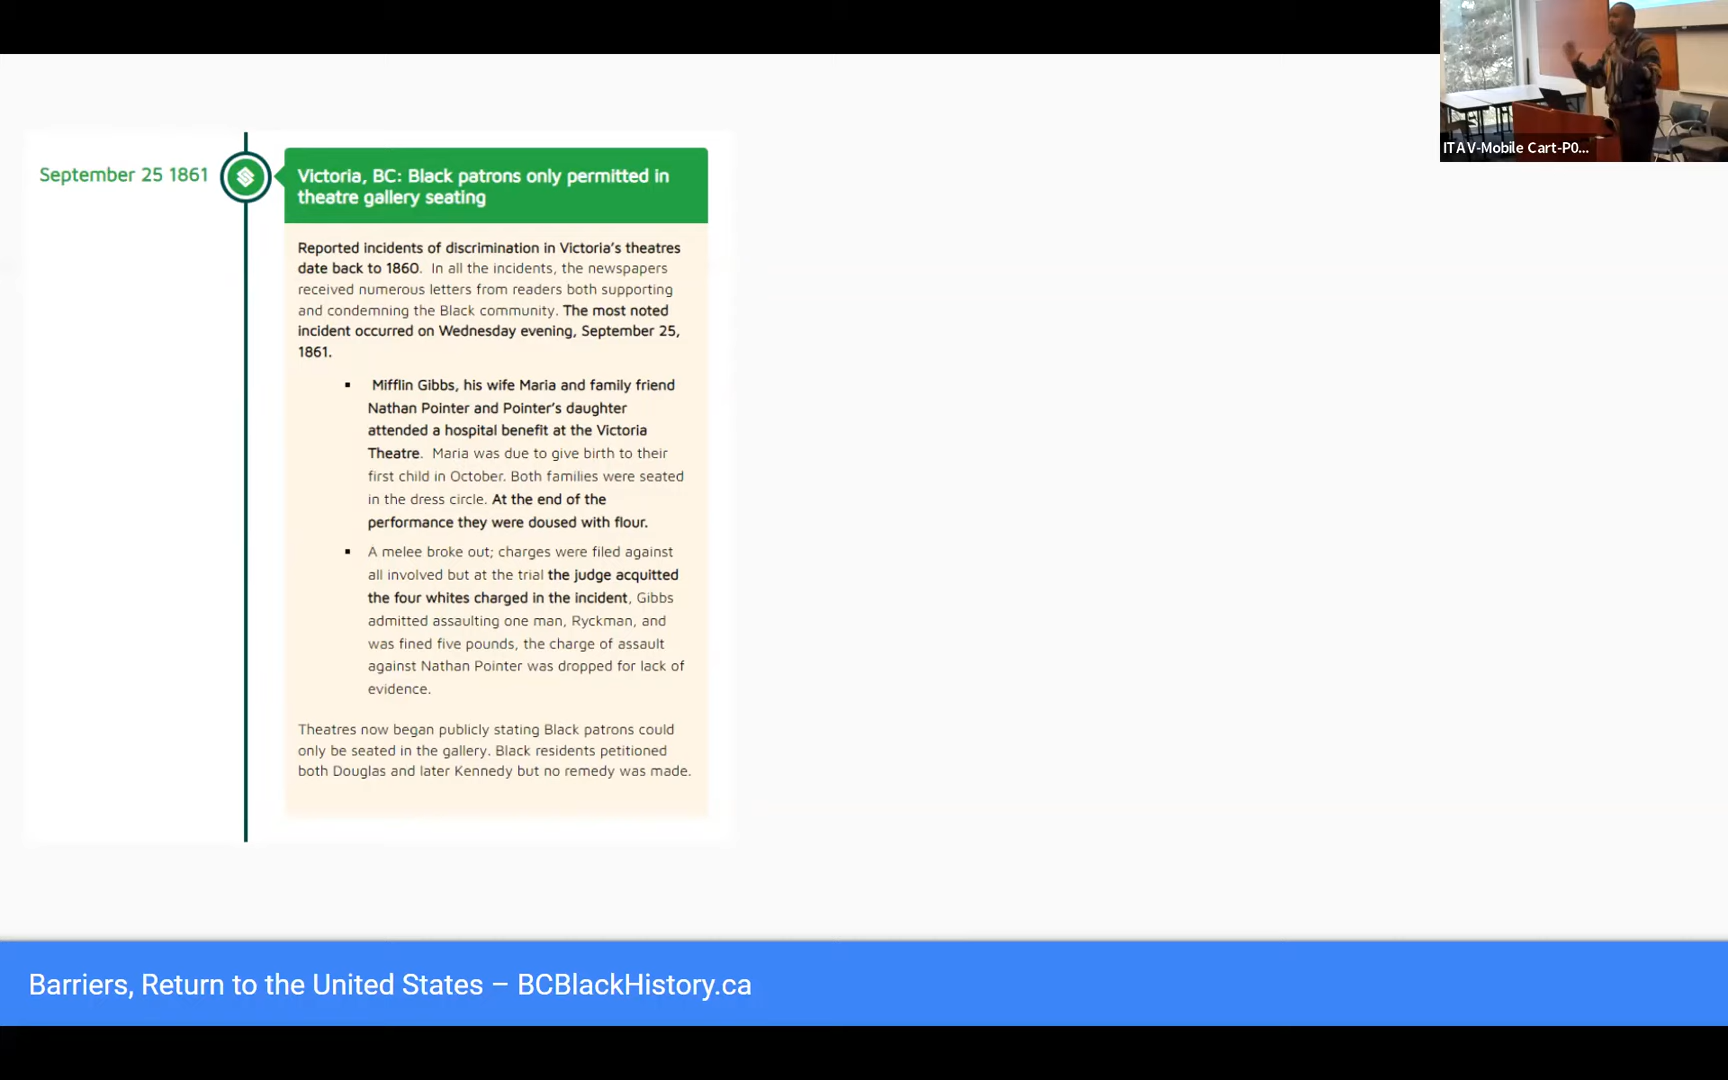 ITAV-Mobile Cart-P0...
September 25 1861
Victoria, BC: Black patrons only permitted in
theatre gallery seating
Reported incidents of discrimination in Victoria's theatres
date back to 1860. In all the incidents, the newspapers
received numerous letters from readers both supporting
and condemning the Black community. The most noted
incident occurred on Wednesday evening, September 25,
1861.
▪ Mifflin Gibbs, his wife Maria and family friend
Nathan Pointer and Pointer's daughter
attended a hospital benefit at the Victoria
Theatre. Maria was due to give birth to their
first child in October. Both families were seated
in the dress circle. At the end of the
performance they were doused with flour.
▪ A melee broke out; charges were filed against
all involved but at the trial the judge acquitted
the four whites charged in the incident, Gibbs
admitted assaulting one man, Ryckman, and
was fined five pounds, the charge of assault
against Nathan Pointer was dropped for lack of
evidence.
Theatres now began publicly stating Black patrons could
only be seated in the gallery. Black residents petitioned
both Douglas and later Kennedy but no remedy was made.
Barriers, Return to the United States – BCBlackHistory.ca